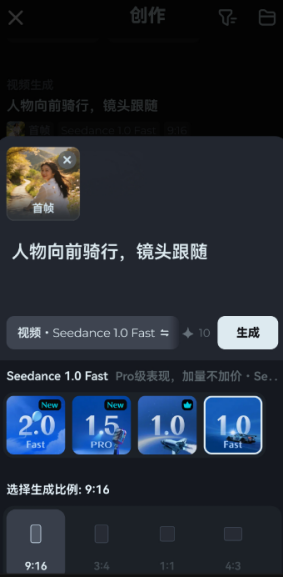 创作
视频生成
人物向前骑行，镜头跟随
首帧 Seedance 1.0 Fast 9:16
首帧
人物向前骑行，镜头跟随
视频 · Seedance 1.0 Fast 10 生成
Seedance 1.0 Fast Pro级表现，加量不加价 · Se..
New New
2.0 1.5 1.0 1.0
Fast PRO Fast
选择生成比例: 9:16
9:16 3:4 1:1 4:3